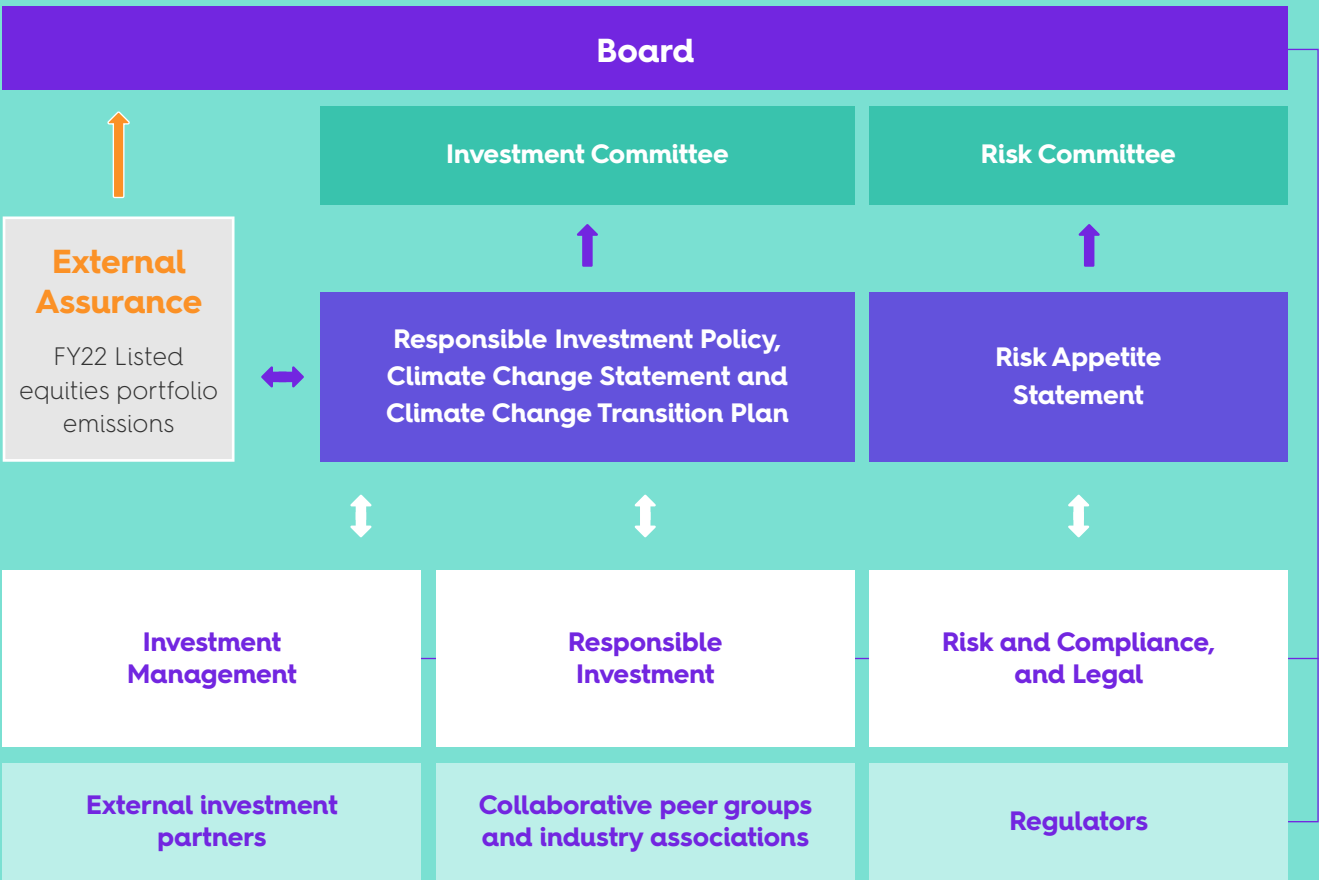 Board
Investment Committee
Risk Committee
External
Assurance
FY22 Listed
equities portfolio
emissions
Responsible Investment Policy,
Climate Change Statement and
Climate Change Transition Plan
Risk Appetite
Statement
Investment
Management
Responsible
Investment
Risk and Compliance,
and Legal
External investment
partners
Collaborative peer groups
and industry associations
Regulators